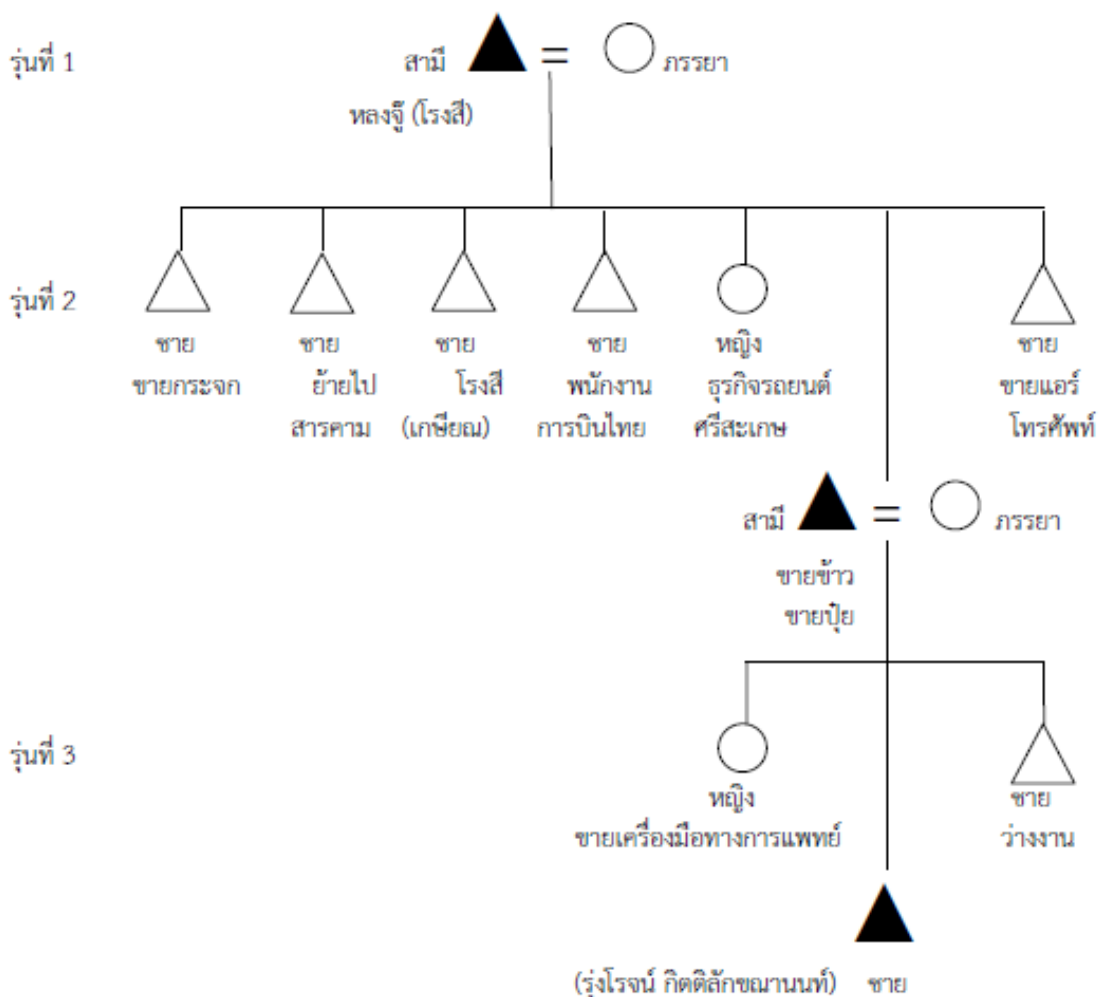 รุ่นที่ 1 สามี = ภรรยา
หลงจู๊ (โรงสี)
รุ่นที่ 2
ชาย ชาย ชาย ชาย หญิง ชาย
ขายกระจก ย้ายไป โรงสี พนักงาน ธุรกิจรถยนต์ ขายแอร์
สารคาม (เกษียณ) การบินไทย ศรีสะเกษ โทรศัพท์
สามี = ภรรยา
ขายข้าว
ขายปุ๋ย
รุ่นที่ 3
หญิง ชาย
ขายเครื่องมือทางการแพทย์ ว่างงาน
(รุ่งโรจน์ กิตติลักขณานนท์) ชาย